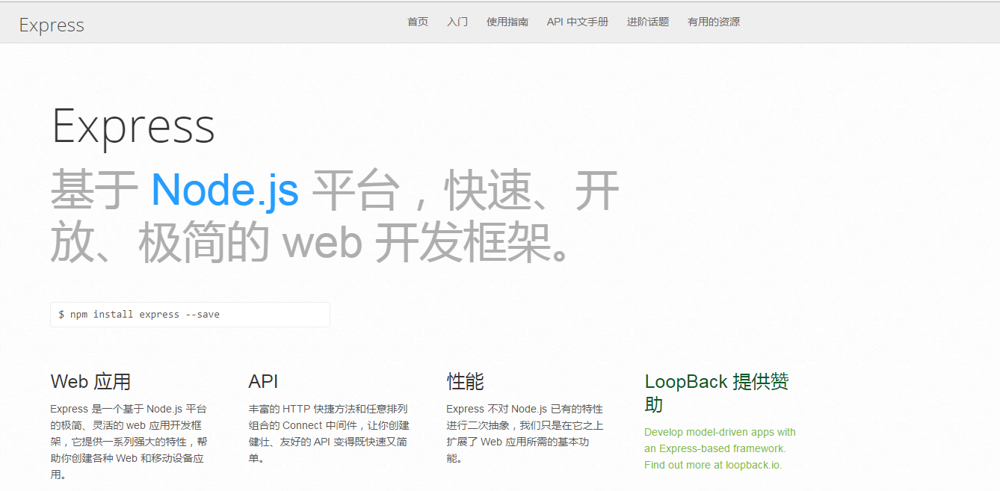 Express
首页 入门 使用指南 API 中文手册 进阶话题 有用的资源
Express
基于 Node.js 平台，快速、开
放、极简的 web 开发框架。
$ npm install express --save
Web 应用
Express 是一个基于 Node.js 平台
的极简、灵活的 web 应用开发框
架，它提供一系列强大的特性，帮
助你创建各种 Web 和移动设备应
用。
API
丰富的 HTTP 快捷方法和任意排列
组合的 Connect 中间件，让你创建
健壮、友好的 API 变得既快速又简
单。
性能
Express 不对 Node.js 已有的特性
进行二次抽象，我们只是在它之上
扩展了 Web 应用所需的基本功
能。
LoopBack 提供赞
助
Develop model-driven apps with
an Express-based framework.
Find out more at loopback.io.